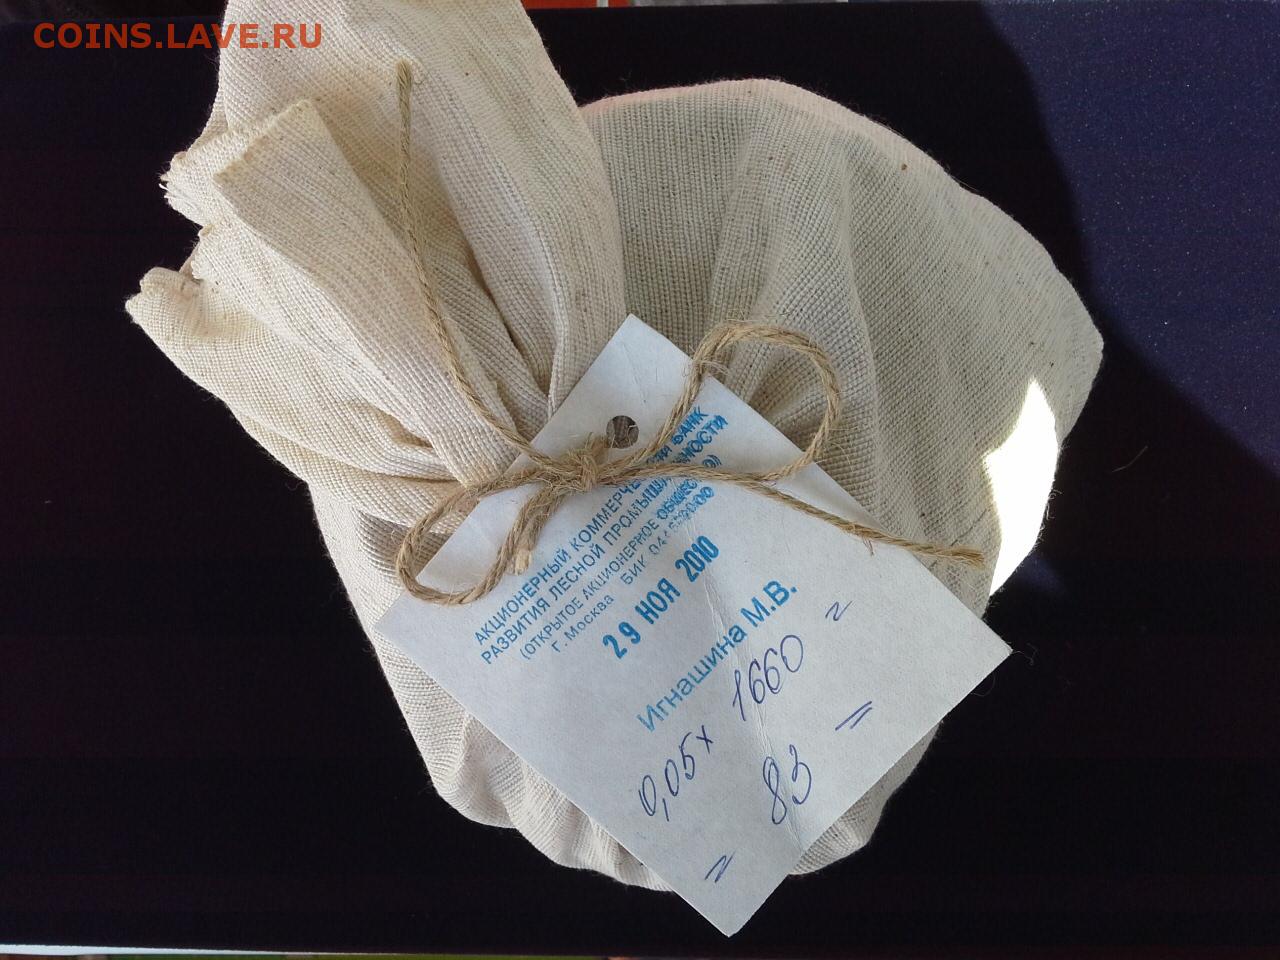 COINS.LAVE.RU
АКЦИОНЕРНЫЙ КОММЕРЧЕСКИЙ БАНК
РАЗВИТИЯ ЛЕСНОЙ ПРОМЫШЛЕННОСТИ
(ОТКРЫТОЕ АКЦИОНЕРНОЕ ОБЩЕСТВО)
г. Москва БИК
29 НОЯ 2010
Игнашина М.В.
0,05х 1660 =
= 83 =